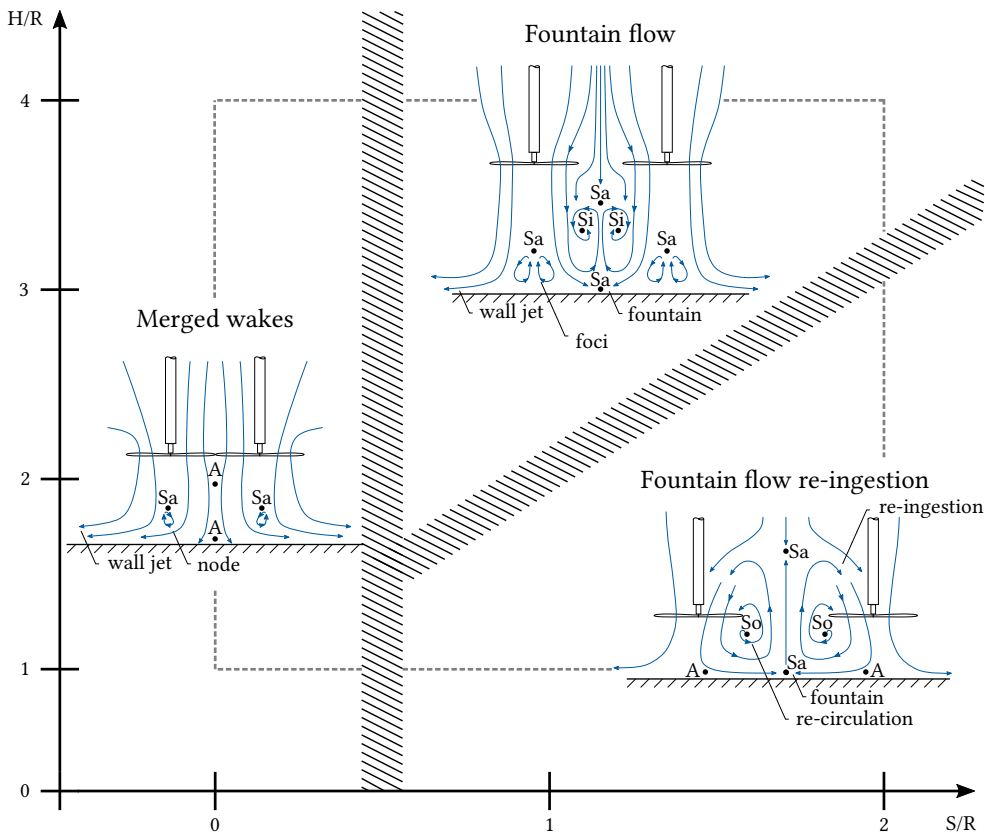 H/R
Fountain flow
4
Sa
Si Si
Sa Sa
Sa
3
wall jet fountain
foci
Merged wakes
2
A
Sa Sa
A
wall jet node
Fountain flow re-ingestion
re-ingestion
Sa
So So
1
A Sa A
fountain
re-circulation
0
0 1 2 S/R